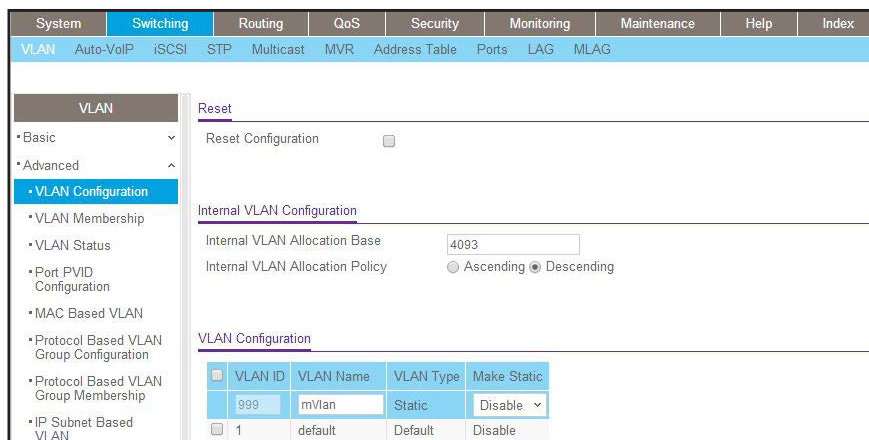 System Switching Routing QoS Security Monitoring Maintenance Help Index
VLAN Auto-VoIP iSCSI STP Multicast MVR Address Table Ports LAG MLAG
VLAN
Basic
Advanced
VLAN Configuration
VLAN Membership
VLAN Status
Port PVID
Configuration
MAC Based VLAN
Protocol Based VLAN
Group Configuration
Protocol Based VLAN
Group Membership
IP Subnet Based
VLAN
Reset
Reset Configuration
Internal VLAN Configuration
Internal VLAN Allocation Base 4093
Internal VLAN Allocation Policy Ascending Descending
VLAN Configuration
VLAN ID VLAN Name VLAN Type Make Static
999 mVlan Static Disable
1 default Default Disable